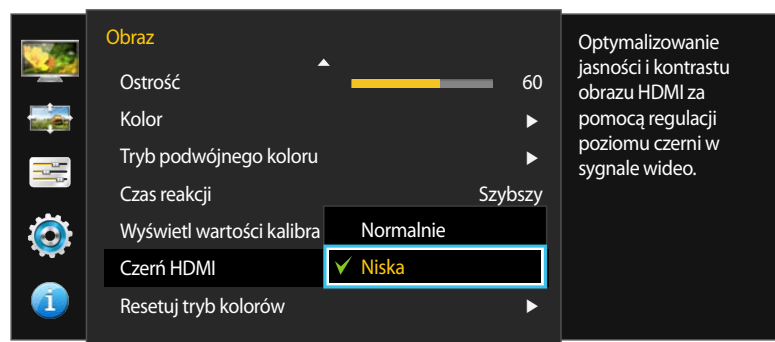 Obraz
Ostrość 60
Kolor
Tryb podwójnego koloru
Czas reakcji Szybszy
Wyświetl wartości kalibra
Normalnie
Czerń HDMI
Niska
Resetuj tryb kolorów
Optymalizowanie
jasności i kontrastu
obrazu HDMI za
pomocą regulacji
poziomu czerni w
sygnale wideo.